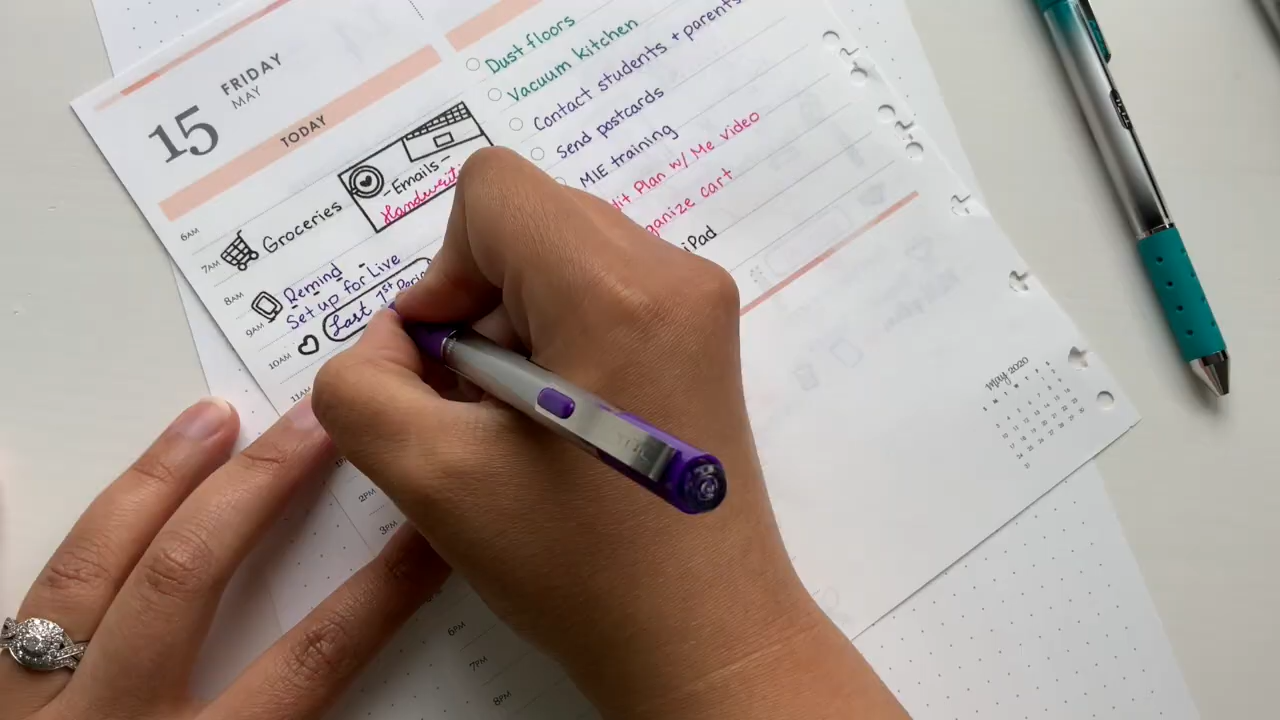 15
FRIDAY
MAY
TODAY
6AM
7AM
Groceries
-Emails-
8AM
Remind
Set up for Live
9AM
Last 1st
10AM
2PM
3PM
6PM
7PM
8PM
Dust floors
Vacuum kitchen
Contact students + parents
Send postcards
MIE training
Plan w/ Me video
cart
iPad
May 2020